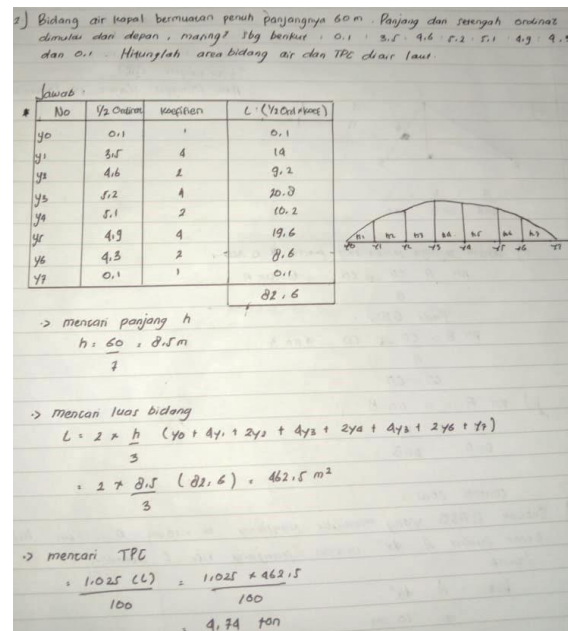 2) Bidang air kapal bermuatan penuh panjangnya 60 m. Panjang dan setengah ordinat
dimulai dari depan, masing2 sbg berikut, 0.1 3.5 4.6 5.2 5.1 4.9 4.
dan 0.1. Hitunglah area bidang air dan TPC diair laut.
Jawab:
No 1/2 Ordinat Koefisien L. (1/2 Ord x Koef)
y0 0.1 1 0.1
y1 3.5 4 14
y2 4.6 2 9.2
y3 5.2 4 20.8
y4 5.1 2 10.2
y5 4.9 4 19.6
y6 4.3 2 8.6
y7 0.1 1 0.1
82.6
h1 h2 h3 h4 h5 h6 h7
y0 y1 y2 y3 y4 y5 y6 y7
-> mencari panjang h
h = 60 = 8.5 m
7
-> mencari luas bidang
L = 2 x h (y0 + 4y1 + 2y2 + 4y3 + 2y4 + 4y5 + 2y6 + y7)
3
= 2 x 8.5 (82.6) = 462.5 m²
3
-> mencari TPC
= 1.025 (L) = 1.025 x 462.5
100 100
= 4.74 ton